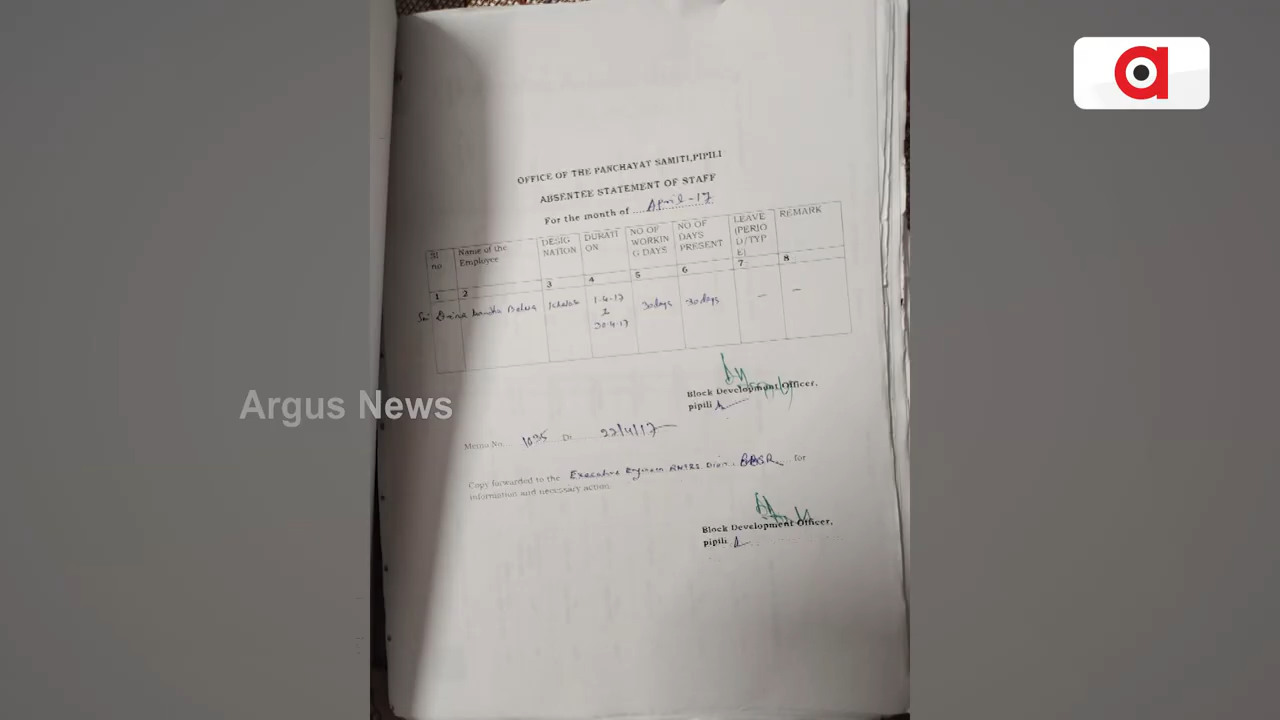 a
OFFICE OF THE PANCHAYAT SAMITI,PIPILI
ABSENTEE STATEMENT OF STAFF
For the month of April-17
Sl no Name of the Employee DESIG NATION DURATI ON NO OF WORKIN G DAYS NO OF DAYS PRESENT LEAVE (PERIO D/TYP E) REMARK
1 2 3 4 5 6 7 8
Sri 1-4-17 30-4-17 30days 30days — —
Block Development Officer,
pipili
Argus News
Memo No. 1095 Dt. 22/4/17
Copy forwarded to the Executive Engineer Divn. BBSR for
information and necessary action.
Block Development Officer,
pipili